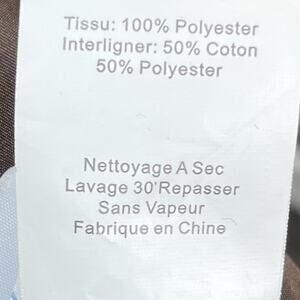 Tissu: 100% Polyester
Interligner: 50% Coton
50% Polyester
Nettoyage A Sec
Lavage 30'Repasser
Sans Vapeur
Fabrique en Chine